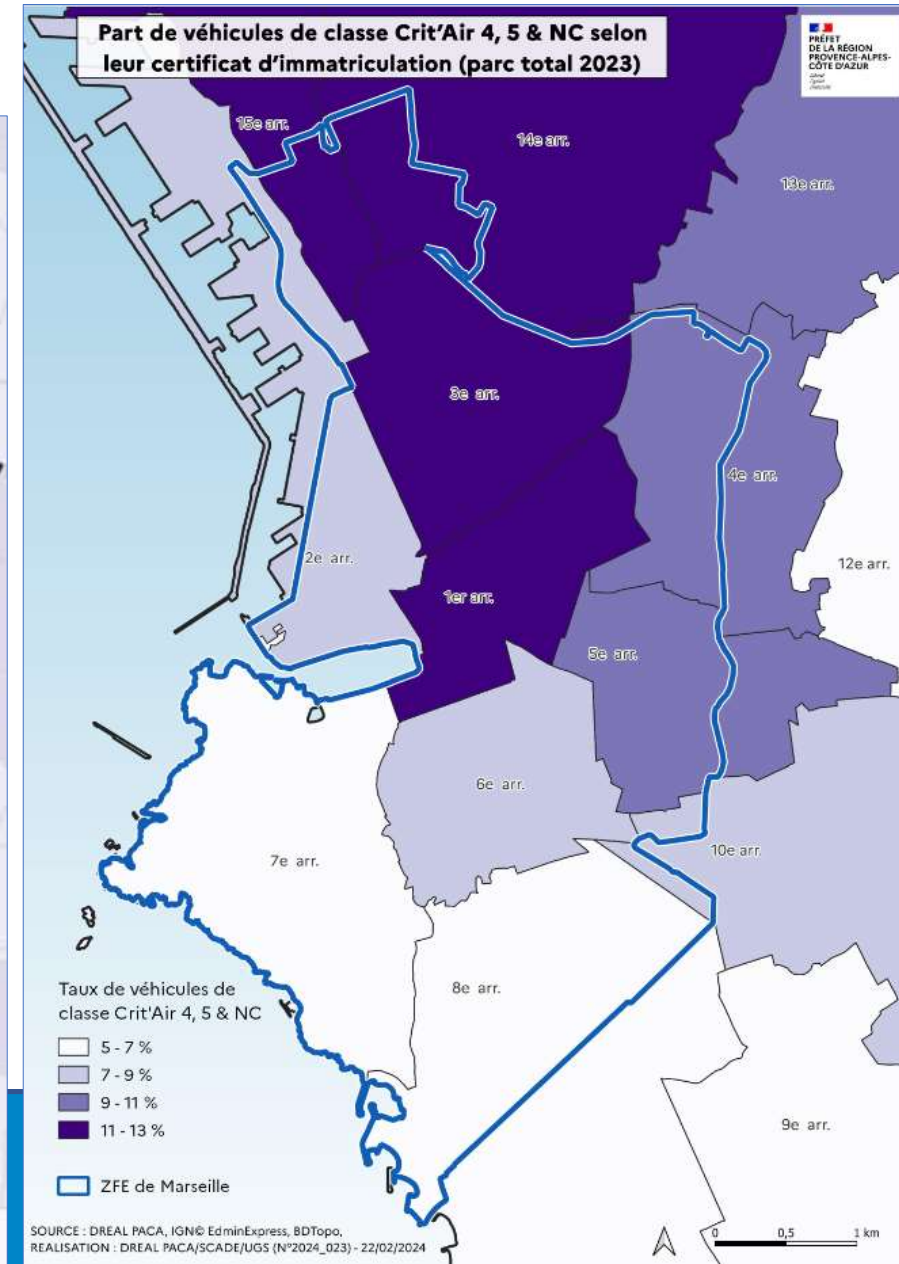 Part de véhicules de classe Crit'Air 4, 5 & NC selon
leur certificat d'immatriculation (parc total 2023)
PRÉFET
DE LA RÉGION
PROVENCE-ALPES-
CÔTE D'AZUR
Liberté
Égalité
Fraternité
15e arr.
14e arr.
13e arr.
3e arr.
4e arr.
2e arr.
12e arr.
1er arr.
5e arr.
6e arr.
10e arr.
7e arr.
8e arr.
9e arr.
Taux de véhicules de
classe Crit'Air 4, 5 & NC
5 - 7 %
7 - 9 %
9 - 11 %
11 - 13 %
ZFE de Marseille
SOURCE : DREAL PACA, IGN© EdminExpress, BDTopo,
REALISATION : DREAL PACA/SCADE/UGS (N°2024_023) - 22/02/2024
0 0,5 1 km